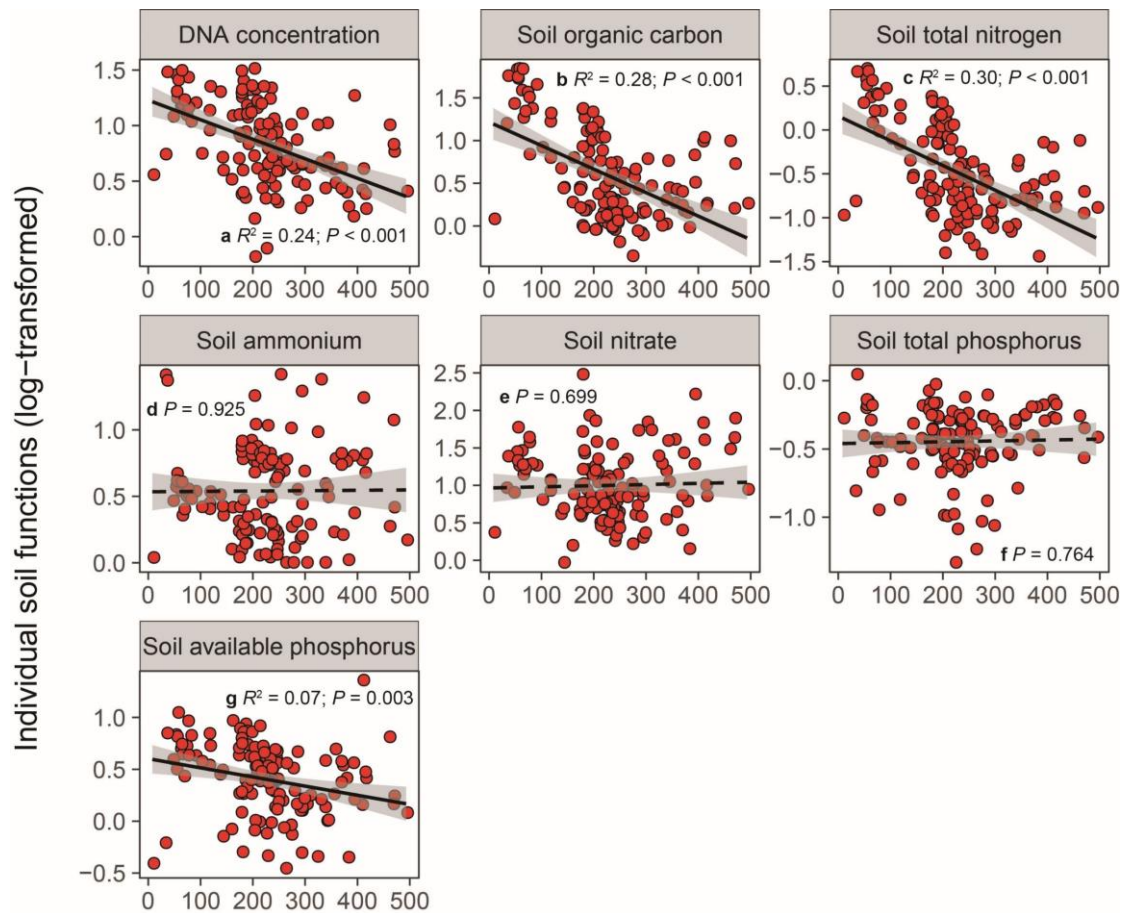 Individual soil functions (log−transformed)
DNA concentration
1.5
1.0
0.5
0.0
a R² = 0.24; P < 0.001
0 100 200 300 400 500
Soil organic carbon
1.5
1.0
0.5
0.0
b R² = 0.28; P < 0.001
0 100 200 300 400 500
Soil total nitrogen
0.5
0.0
−0.5
−1.0
−1.5
c R² = 0.30; P < 0.001
0 100 200 300 400 500
Soil ammonium
1.0
0.5
0.0
d P = 0.925
0 100 200 300 400 500
Soil nitrate
2.5
2.0
1.5
1.0
0.5
0.0
e P = 0.699
0 100 200 300 400 500
Soil total phosphorus
0.0
−0.5
−1.0
f P = 0.764
0 100 200 300 400 500
Soil available phosphorus
1.0
0.5
0.0
−0.5
g R² = 0.07; P = 0.003
0 100 200 300 400 500